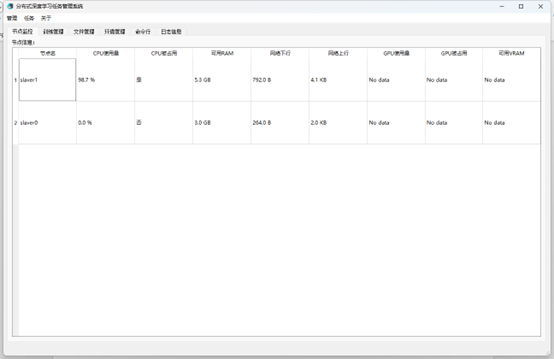 分布式深度学习任务管理系统
管理 任务 关于
节点监控 训练管理 文件管理 环境管理 命令行 日志信息
节点信息:
节点名 CPU使用量 CPU被占用 可用RAM 网络下行 网络上行 GPU使用量 GPU被占用 可用VRAM
1 slaver1 98.7 % 是 5.3 GB 792.0 B 4.1 KB No data No data No data
2 slaver0 0.0 % 否 3.0 GB 264.0 B 2.0 KB No data No data No data